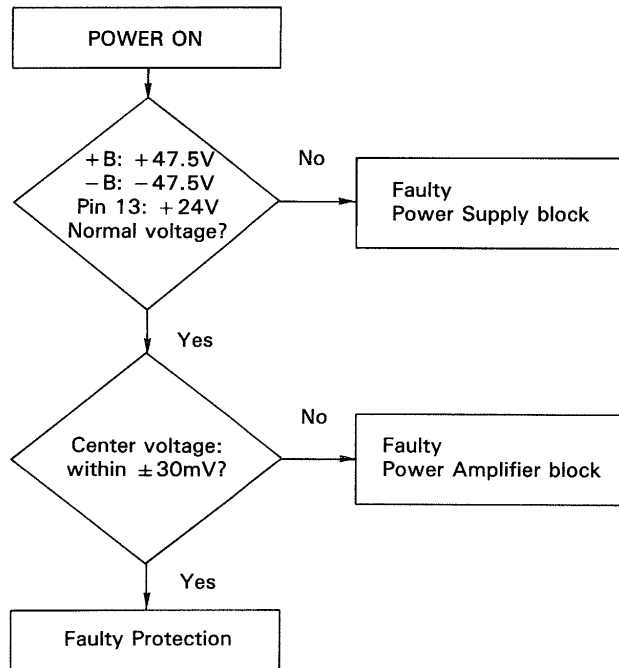 POWER ON
+B: +47.5V
−B: −47.5V
Pin 13: +24V
Normal voltage?
No
Faulty
Power Supply block
Yes
Center voltage:
within ±30mV?
No
Faulty
Power Amplifier block
Yes
Faulty Protection